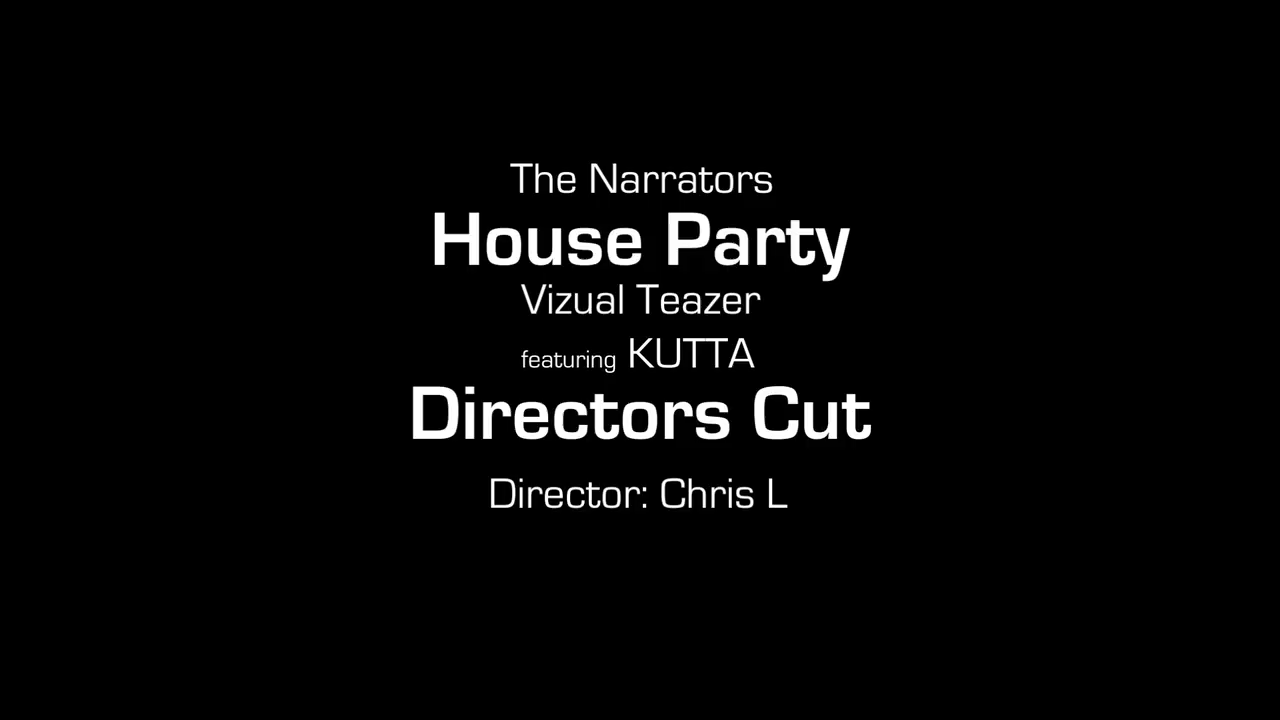 The Narrators
House Party
Vizual Teazer
featuring KUTTA
Directors Cut
Director: Chris L